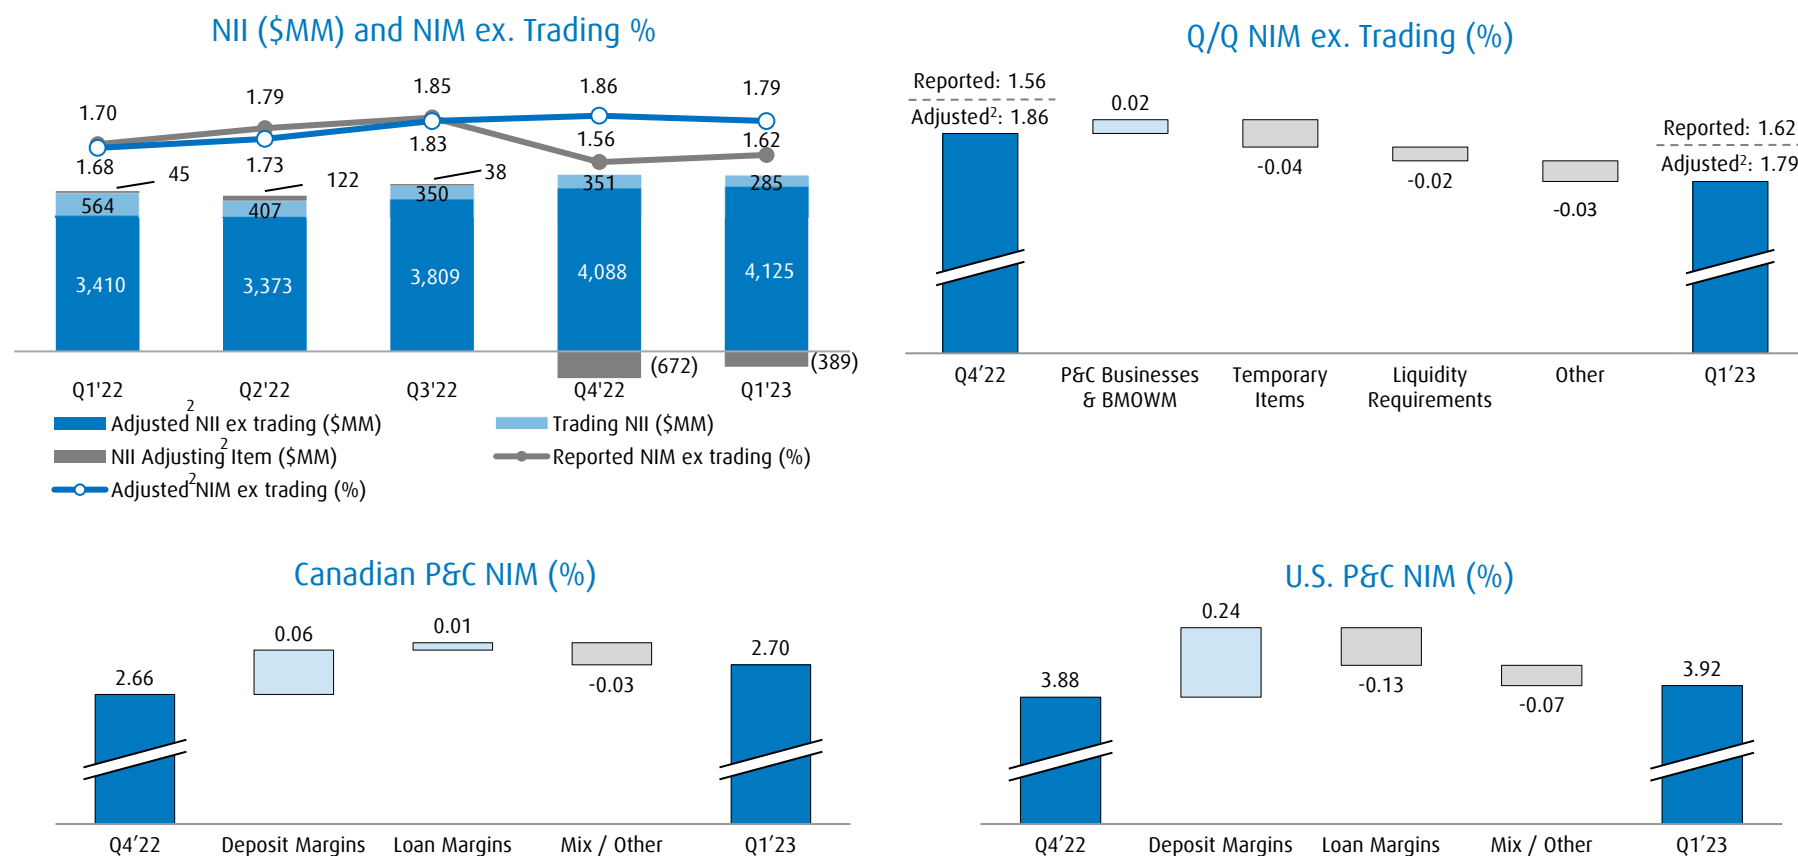 NII ($MM) and NIM ex. Trading %
1.70
1.79
1.85
1.86
1.79
1.68
1.73
1.83
1.56
1.62
45
122
38
564
407
350
351
285
3,410
3,373
3,809
4,088
4,125
(672)
(389)
Q1'22
Q2'22
Q3'22
Q4'22
Q1'23
Adjusted2 NII ex trading ($MM)
Trading NII ($MM)
NII Adjusting2 Item ($MM)
Reported NIM ex trading (%)
Adjusted2 NIM ex trading (%)
Q/Q NIM ex. Trading (%)
Reported: 1.56
Adjusted²: 1.86
0.02
-0.04
-0.02
-0.03
Reported: 1.62
Adjusted²: 1.79
Q4’22
P&C Businesses
& BMOWM
Temporary
Items
Liquidity
Requirements
Other
Q1’23
Canadian P&C NIM (%)
2.66
0.06
0.01
-0.03
2.70
Q4’22
Deposit Margins
Loan Margins
Mix / Other
Q1’23
U.S. P&C NIM (%)
3.88
0.24
-0.13
-0.07
3.92
Q4’22
Deposit Margins
Loan Margins
Mix / Other
Q1’23